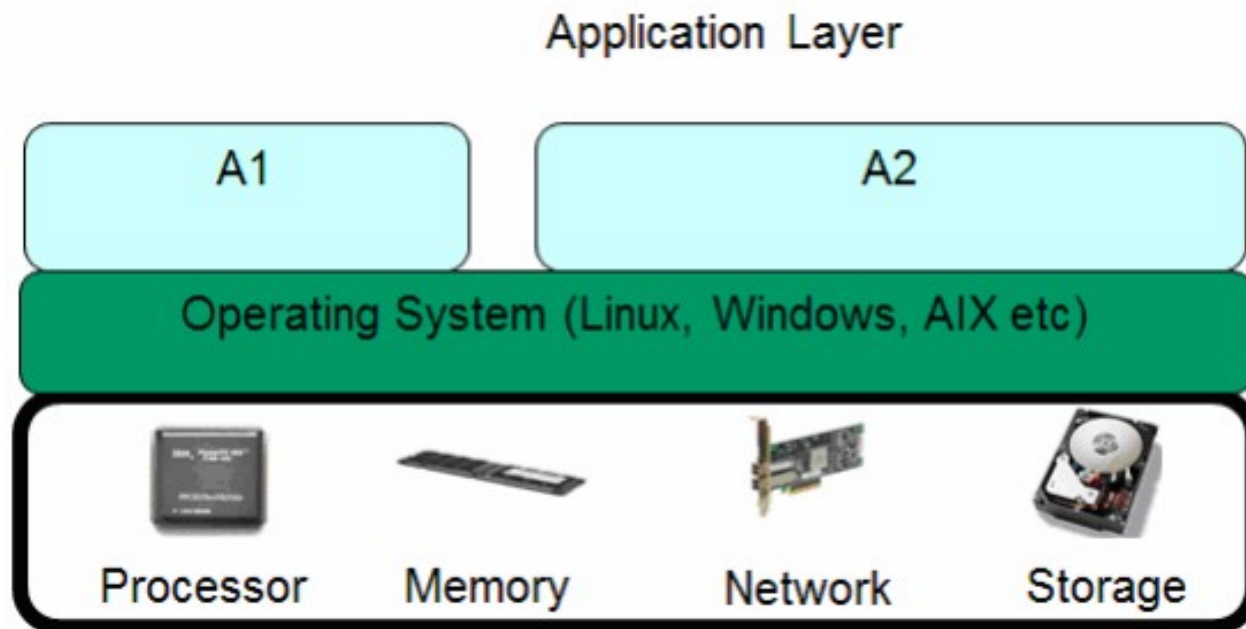 Application Layer
A1
A2
Operating System (Linux, Windows, AIX etc)
Processor
Memory
Network
Storage